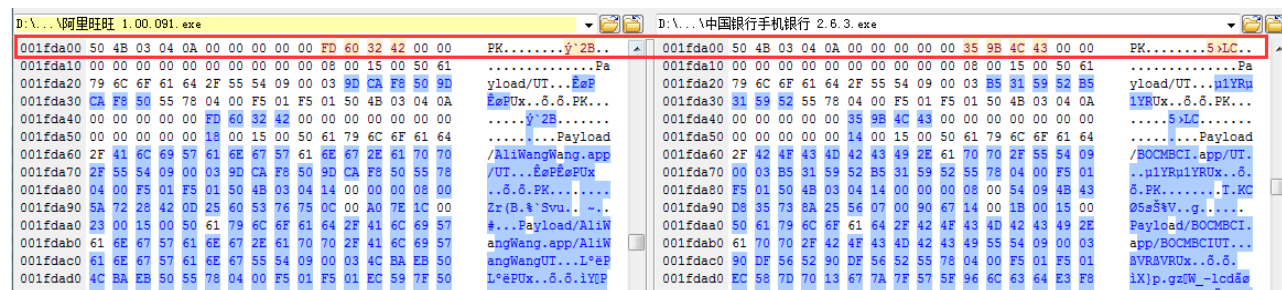 D:\...\阿里旺旺 1.00.091.exe
001fda00 50 4B 03 04 0A 00 00 00 00 00 FD 60 32 42 00 00 PK........ý`2B..
001fda10 00 00 00 00 00 00 00 00 00 00 08 00 15 00 50 61 ..............Pa
001fda20 79 6C 6F 61 64 2F 55 54 09 00 03 9D CA F8 50 9D yload/UT...ÊøP
001fda30 CA F8 50 55 78 04 00 F5 01 F5 01 50 4B 03 04 0A ÊøPUx..õ.õ.PK...
001fda40 00 00 00 00 00 FD 60 32 42 00 00 00 00 00 00 00 .....ý`2B.......
001fda50 00 00 00 00 00 18 00 15 00 50 61 79 6C 6F 61 64 .........Payload
001fda60 2F 41 6C 69 57 61 6E 67 57 61 6E 67 2E 61 70 70 /AliWangWang.app
001fda70 2F 55 54 09 00 03 9D CA F8 50 9D CA F8 50 55 78 /UT...ÊøPÊøPUx
001fda80 04 00 F5 01 F5 01 50 4B 03 04 14 00 00 00 08 00 ..õ.õ.PK........
001fda90 5A 72 28 42 0D 25 60 53 76 75 0C 00 A0 7E 1C 00 Zr(B.%`Svu.. ~..
001fdaa0 23 00 15 00 50 61 79 6C 6F 61 64 2F 41 6C 69 57 #...Payload/AliW
001fdab0 61 6E 67 57 61 6E 67 2E 61 70 70 2F 41 6C 69 57 angWang.app/AliW
001fdac0 61 6E 67 57 61 6E 67 55 54 09 00 03 4C BA EB 50 angWangUT...LºëP
001fdad0 4C BA EB 50 55 78 04 00 F5 01 F5 01 EC 59 7F 50 LºëPUx..õ.õ.ìYP
D:\...\中国银行手机银行 2.6.3.exe
001fda00 50 4B 03 04 0A 00 00 00 00 00 35 9B 4C 43 00 00 PK........5›LC..
001fda10 00 00 00 00 00 00 00 00 00 00 08 00 15 00 50 61 ..............Pa
001fda20 79 6C 6F 61 64 2F 55 54 09 00 03 B5 31 59 52 B5 yload/UT...µ1YRµ
001fda30 31 59 52 55 78 04 00 F5 01 F5 01 50 4B 03 04 0A 1YRUx..õ.õ.PK...
001fda40 00 00 00 00 00 35 9B 4C 43 00 00 00 00 00 00 00 .....5›LC.......
001fda50 00 00 00 00 00 14 00 15 00 50 61 79 6C 6F 61 64 .........Payload
001fda60 2F 42 4F 43 4D 42 43 49 2E 61 70 70 2F 55 54 09 /BOCMBCI.app/UT.
001fda70 00 03 B5 31 59 52 B5 31 59 52 55 78 04 00 F5 01 ..µ1YRµ1YRUx..õ.
001fda80 F5 01 50 4B 03 04 14 00 00 00 08 00 54 09 4B 43 õ.PK........T.KC
001fda90 D8 35 73 8A 25 56 07 00 90 67 14 00 1B 00 15 00 Ø5sŠ%V..g......
001fdaa0 50 61 79 6C 6F 61 64 2F 42 4F 43 4D 42 43 49 2E Payload/BOCMBCI.
001fdab0 61 70 70 2F 42 4F 43 4D 42 43 49 55 54 09 00 03 app/BOCMBCIUT...
001fdac0 90 DF 56 52 90 DF 56 52 55 78 04 00 F5 01 F5 01 ßVRßVRUx..õ.õ.
001fdad0 EC 58 7D 70 13 67 7A 7F 57 5F 96 6C 63 64 E3 F8 ìX}p.gzW_–lcdãø